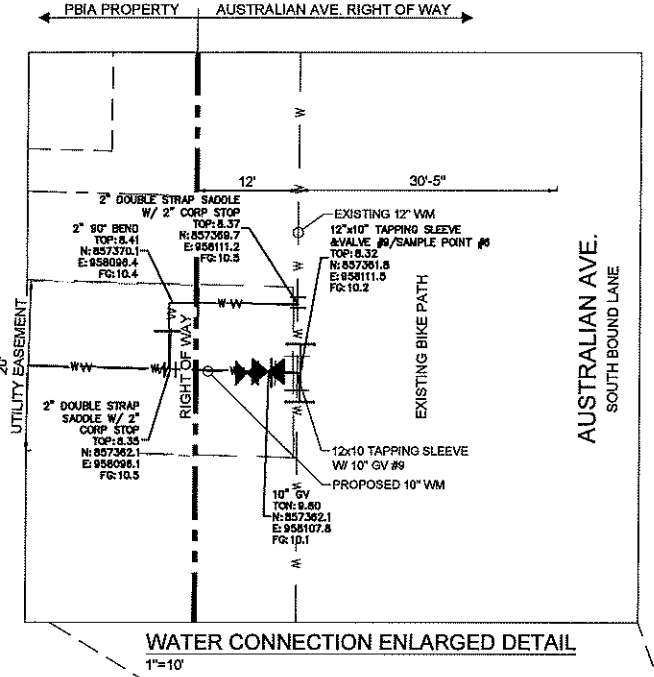 PBIA PROPERTY
AUSTRALIAN AVE. RIGHT OF WAY
12'
30'-5"
2" DOUBLE STRAP SADDLE
W/ 2" CORP STOP
TOP: 8.37
N: 857369.7
E: 958111.2
FG: 10.5
EXISTING 12" WM
12"x10" TAPPING SLEEVE
&VALVE #9/SAMPLE POINT #6
TOP: 8.32
N: 857361.8
E: 958111.5
FG: 10.2
2" 90° BEND
TOP: 8.41
N: 857370.1
E: 958098.4
FG: 10.4
W
W
W
W
W
W
W W
W W
W
20'
UTILITY EASEMENT
RIGHT OF WAY
EXISTING BIKE PATH
AUSTRALIAN AVE.
SOUTH BOUND LANE
2" DOUBLE STRAP
SADDLE W/ 2"
CORP STOP
TOP: 8.35
N: 857362.1
E: 958098.1
FG: 10.5
12x10 TAPPING SLEEVE
W/ 10" GV #9
PROPOSED 10" WM
10" GV
TON: 9.60
N: 857362.1
E: 958107.8
FG: 10.1
WATER CONNECTION ENLARGED DETAIL
1"=10'